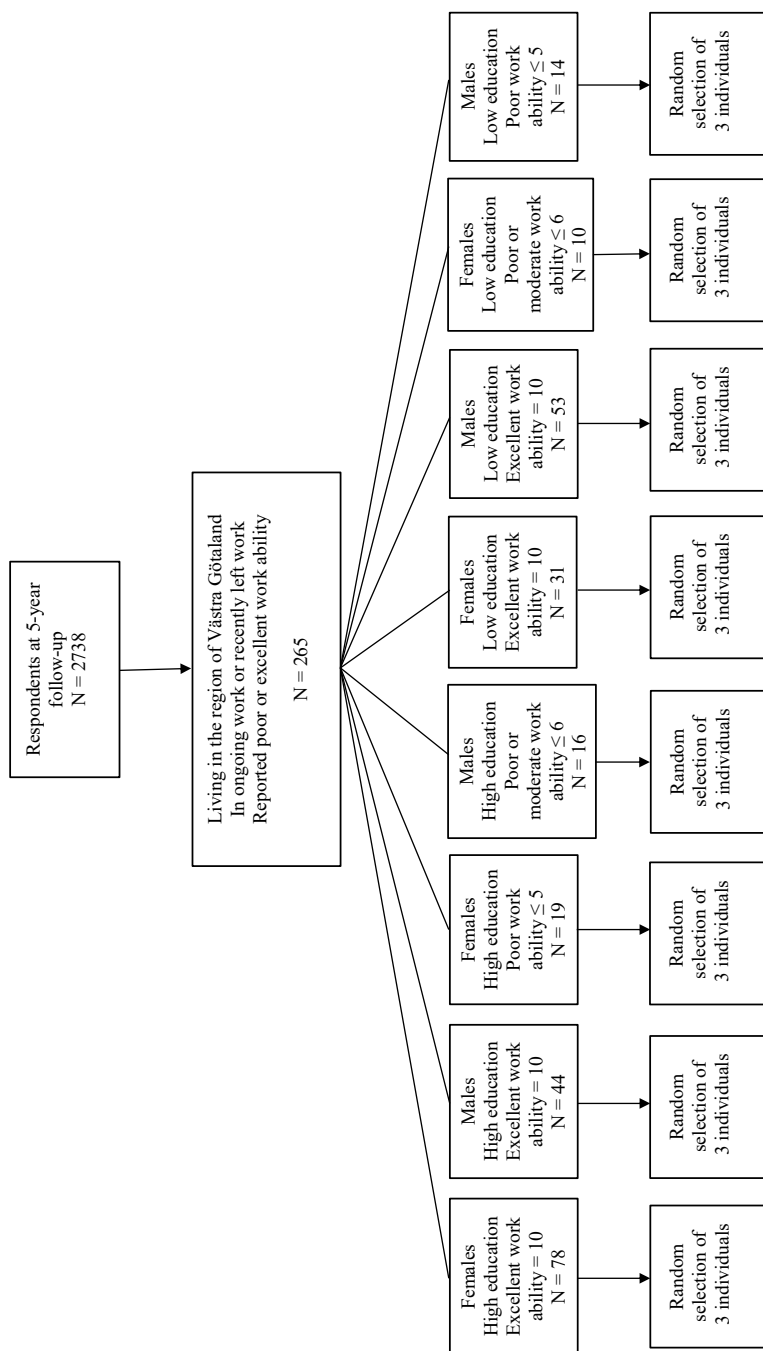 Respondents at 5-year
follow-up
N = 2738
Living in the region of Västra Götaland
In ongoing work or recently left work
Reported poor or excellent work ability
N = 265
Females
High education
Excellent work
ability = 10
N = 78
Males
High education
Excellent work
ability = 10
N = 44
Females
High education
Poor work
ability ≤ 5
N = 19
Males
High education
Poor or
moderate work
ability ≤ 6
N = 16
Females
Low education
Excellent work
ability = 10
N = 31
Males
Low education
Excellent work
ability = 10
N = 53
Females
Low education
Poor or
moderate work
ability ≤ 6
N = 10
Males
Low education
Poor work
ability ≤ 5
N = 14
Random
selection of
3 individuals
Random
selection of
3 individuals
Random
selection of
3 individuals
Random
selection of
3 individuals
Random
selection of
3 individuals
Random
selection of
3 individuals
Random
selection of
3 individuals
Random
selection of
3 individuals